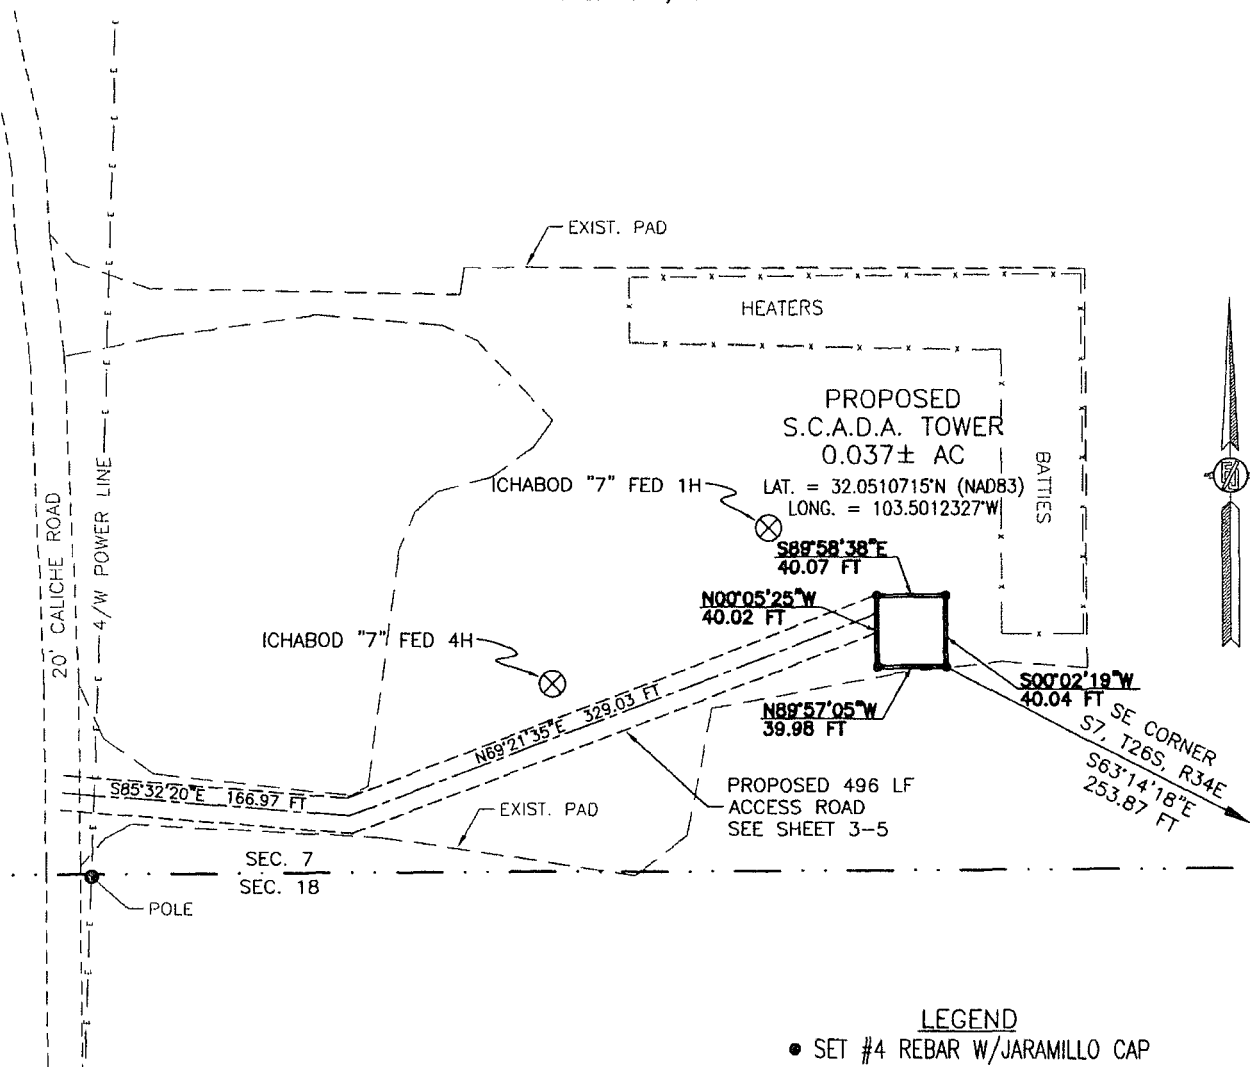 EXIST. PAD
HEATERS
PROPOSED
S.C.A.D.A. TOWER
0.037± AC
LAT. = 32.0510715°N (NAD83)
LONG. = 103.5012327°W
BATTIES
ICHABOD "7" FED 1H
S89°58'38"E
40.07 FT
N00°05'25"W
40.02 FT
20' CALICHE ROAD
4/W POWER LINE
ICHABOD "7" FED 4H
S00°02'19"W
40.04 FT
N89°57'05"W
39.98 FT
N69°21'35"E 329.03 FT
SE CORNER
S7, T26S, R34E
S63°14'18"E
253.87 FT
S85°32'20"E 166.97 FT
PROPOSED 496 LF
ACCESS ROAD
SEE SHEET 3-5
EXIST. PAD
SEC. 7
SEC. 18
POLE
LEGEND
● SET #4 REBAR W/JARAMILLO CAP